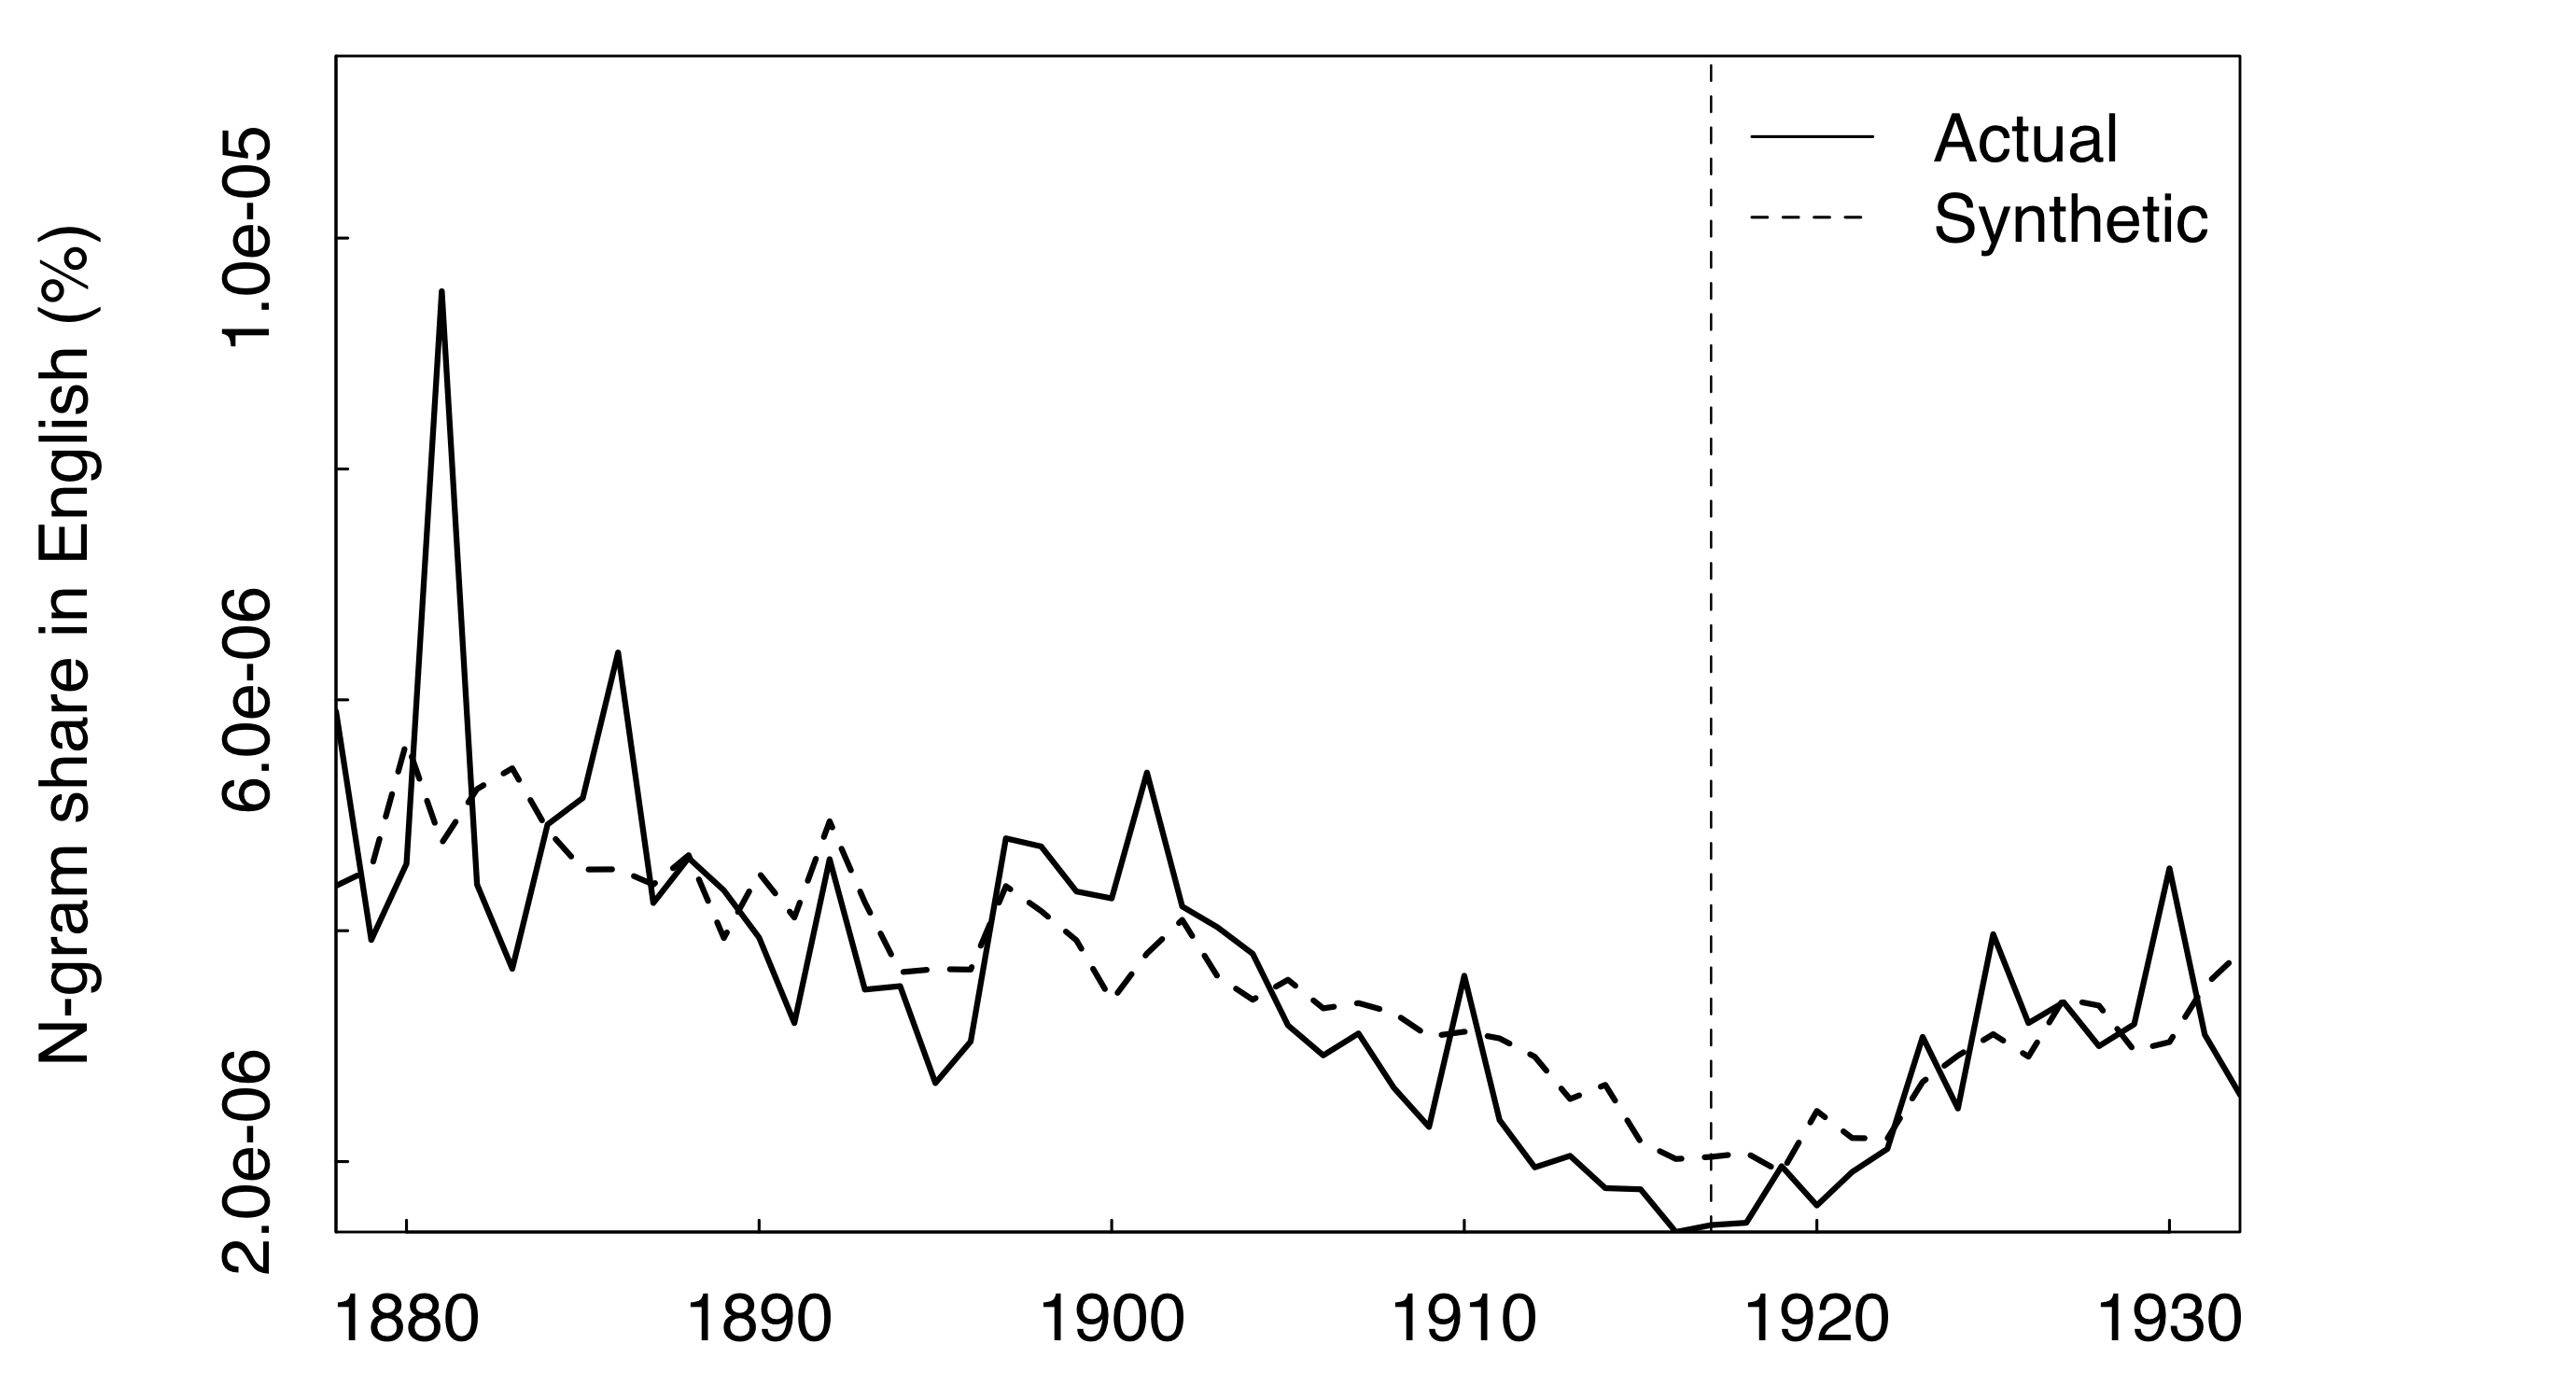 N-gram share in English (%)
1.0e-05
6.0e-06
2.0e-06
Actual
Synthetic
1880 1890 1900 1910 1920 1930